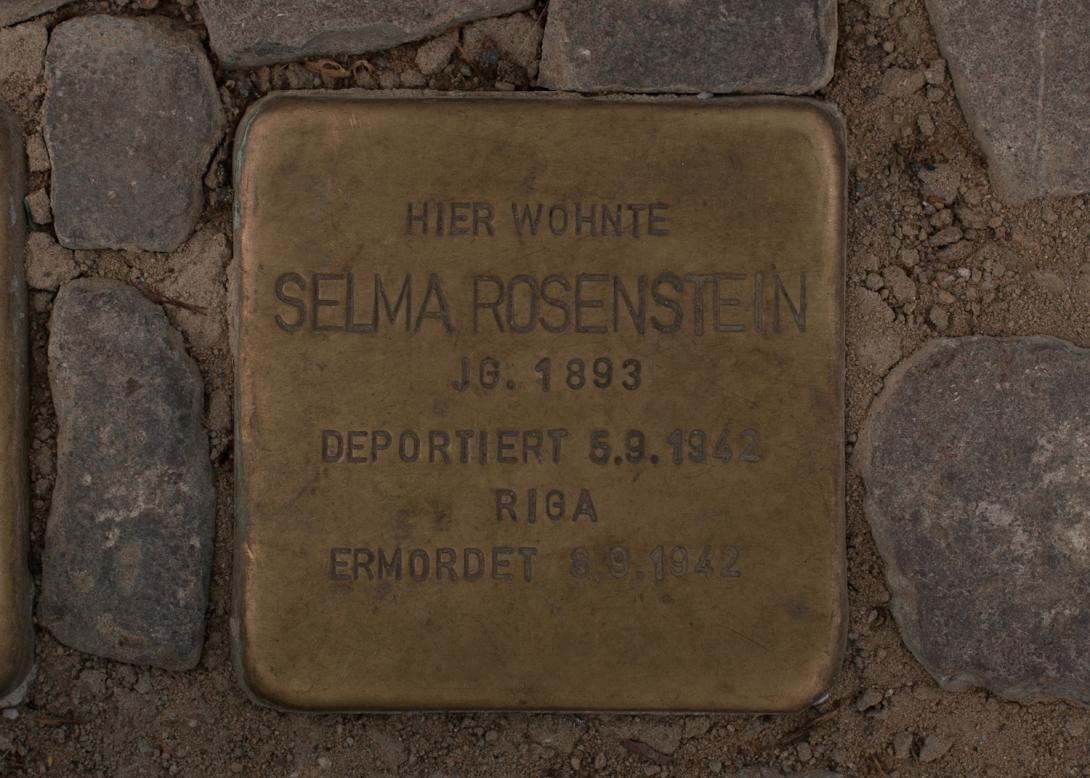 HIER WOHNTE
SELMA ROSENSTEIN
JG. 1893
DEPORTIERT 5.9.1942
RIGA
ERMORDET 8.9.1942